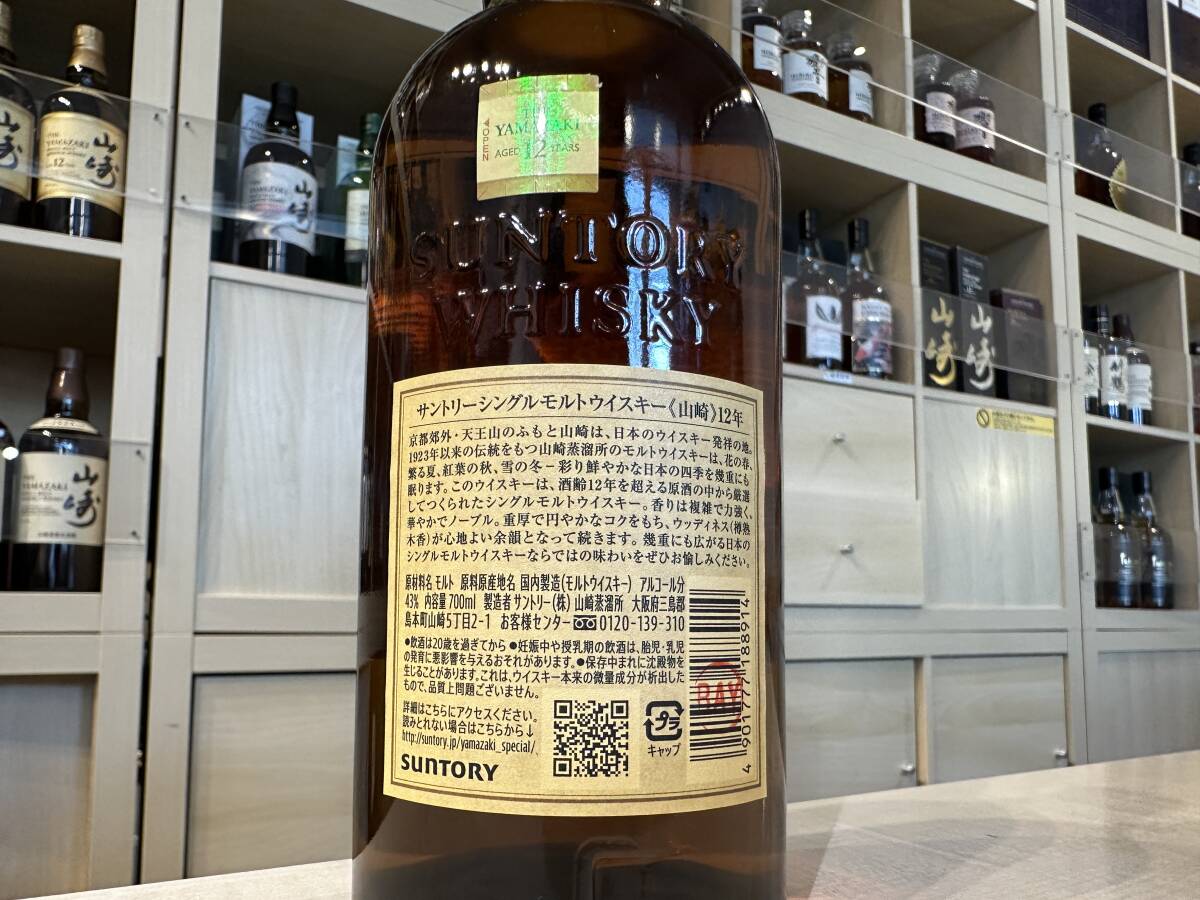 OPEN
YAMAZAKI
AGED 12 YEARS
SUNTORY
WHISKY
サントリーシングルモルトウイスキー《山崎》12年
京都郊外・天王山のふもと山崎は、日本のウイスキー発祥の地。
1923年以来の伝統をもつ山崎蒸溜所のモルトウイスキーは、花の春、
繁る夏、紅葉の秋、雪の冬−彩り鮮やかな日本の四季を幾重にも
眠ります。このウイスキーは、酒齢12年を超える原酒の中から厳選
してつくられたシングルモルトウイスキー。香りは複雑で力強く、
華やかでノーブル。重厚で円やかなコクをもち、ウッディネス(樽熟
木香)が心地よい余韻となって続きます。幾重にも広がる日本の
シングルモルトウイスキーならではの味わいをぜひお愉しみください。
原材料名 モルト 原料原産地名 国内製造(モルトウイスキー) アルコール分
43% 内容量 700ml 製造者 サントリー(株) 山崎蒸溜所 大阪府三島郡
島本町山崎5丁目2-1 お客様センター 0120-139-310
●飲酒は20歳を過ぎてから ●妊娠中や授乳期の飲酒は、胎児・乳児
の発育に悪影響を与えるおそれがあります。●保存中まれに沈殿物を
生じることがあります。これは、ウイスキー本来の微量成分が析出した
もので、品質上問題ございません。
詳細はこちらにアクセスください。
読みとれない場合はこちらから↓
http://suntory.jp/yamazaki_special/
SUNTORY
プラ
キャップ
4 901777 188914
BAY
山崎
12
山崎
山崎
山崎
山崎